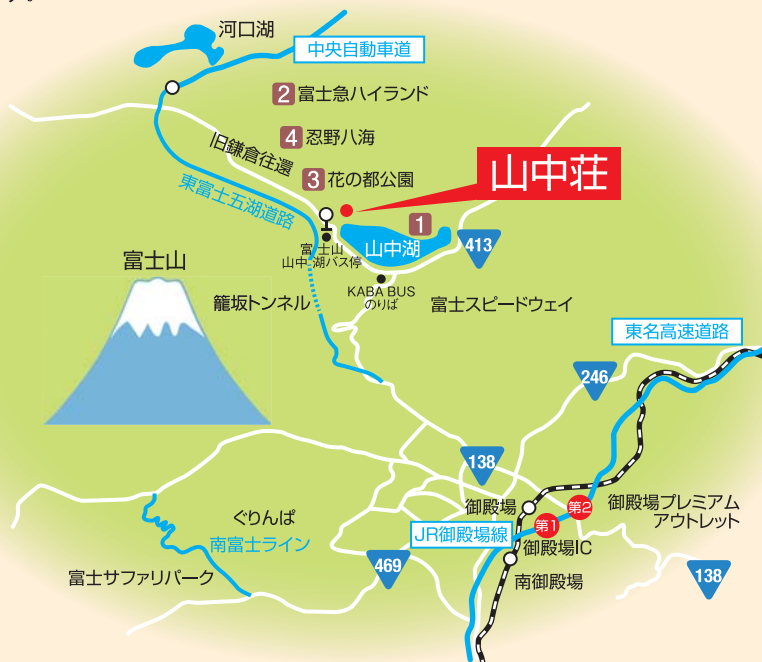 す。
河口湖
中央自動車道
2 富士急ハイランド
4 忍野八海
旧鎌倉往還
3 花の都公園
山中荘
東富士五湖道路
1
山中湖
富士山
山中湖バス停
413
富士山
KABA BUS
のりば
籠坂トンネル
富士スピードウェイ
東名高速道路
246
138
御殿場
第1
第2
御殿場プレミアム
アウトレット
ぐりんぱ
南富士ライン
JR御殿場線
御殿場IC
富士サファリパーク
469
南御殿場
138